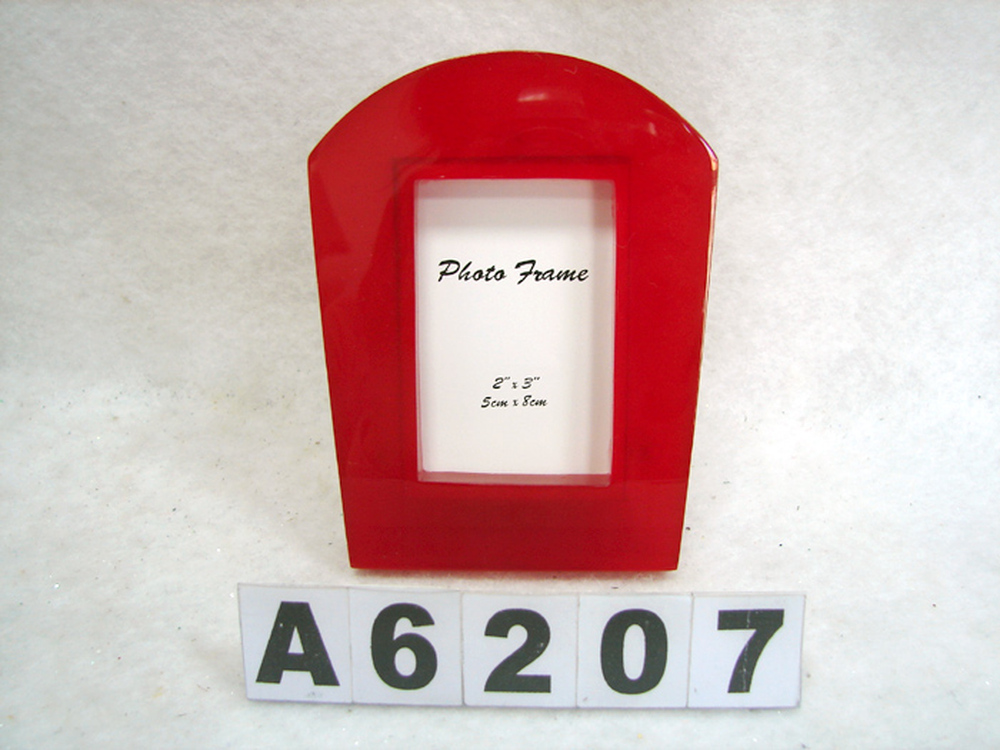 Photo Frame
2" x 3"
5cm x 8cm
A6207